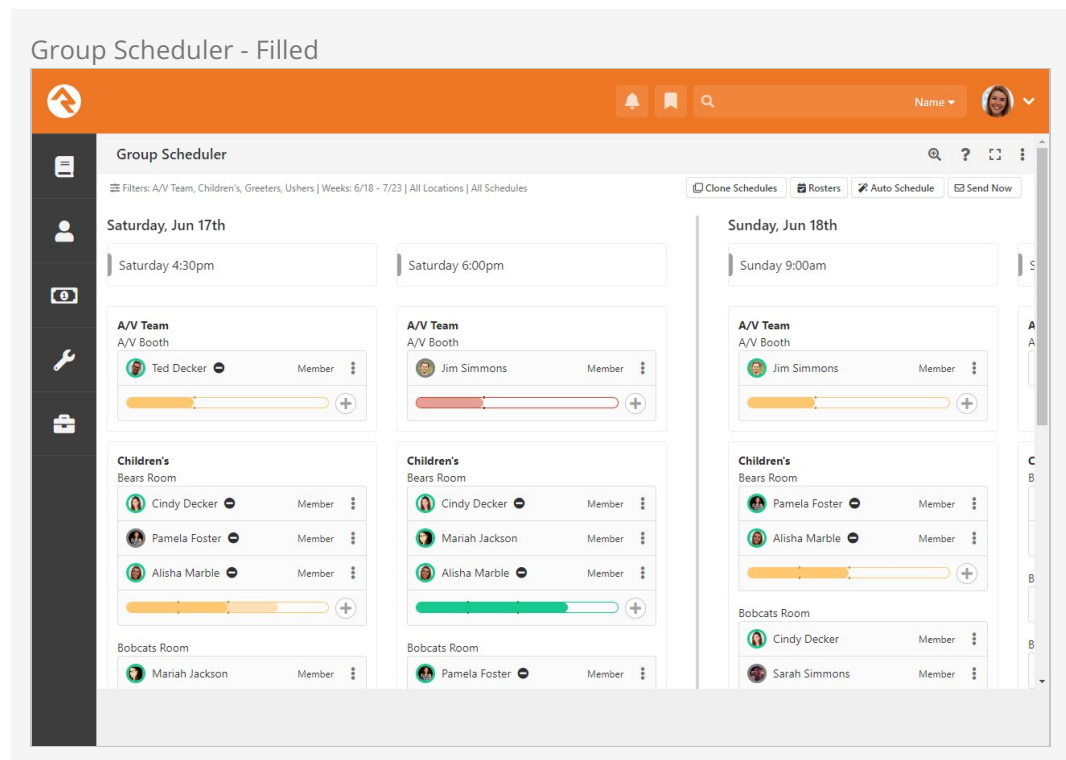 Group Scheduler - Filled
Name
Group Scheduler
Filters: A/V Team, Children's, Greeters, Ushers | Weeks: 6/18 - 7/23 | All Locations | All Schedules
Clone Schedules
Rosters
Auto Schedule
Send Now
Saturday, Jun 17th
Sunday, Jun 18th
Saturday 4:30pm
Saturday 6:00pm
Sunday 9:00am
A/V Team
A/V Booth
Ted Decker Member
A/V Team
A/V Booth
Jim Simmons Member
A/V Team
A/V Booth
Jim Simmons Member
Children's
Bears Room
Cindy Decker Member
Pamela Foster Member
Alisha Marble Member
Bobcats Room
Mariah Jackson Member
Children's
Bears Room
Cindy Decker Member
Mariah Jackson Member
Alisha Marble Member
Bobcats Room
Pamela Foster Member
Children's
Bears Room
Pamela Foster Member
Alisha Marble Member
Bobcats Room
Cindy Decker Member
Sarah Simmons Member